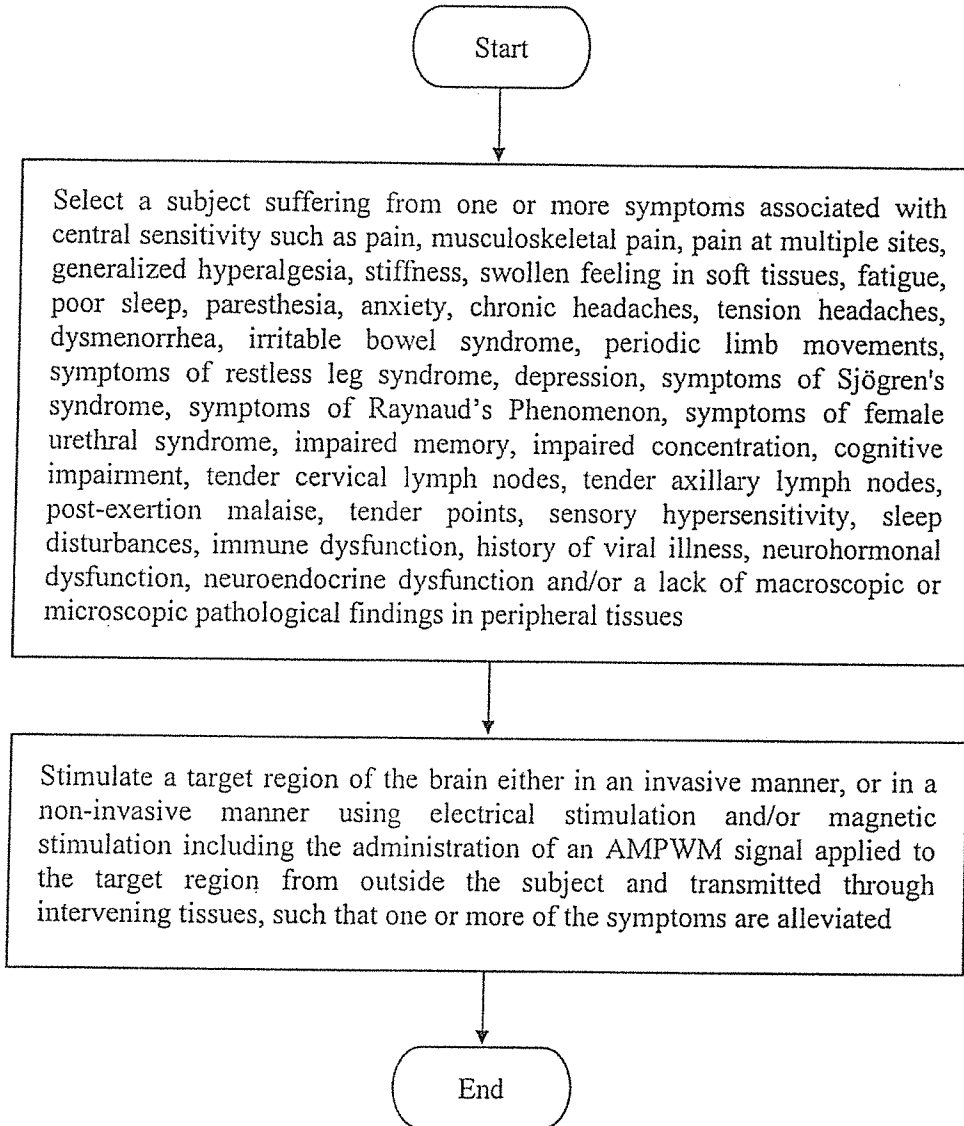 Start
Select a subject suffering from one or more symptoms associated with
central sensitivity such as pain, musculoskeletal pain, pain at multiple sites,
generalized hyperalgesia, stiffness, swollen feeling in soft tissues, fatigue,
poor sleep, paresthesia, anxiety, chronic headaches, tension headaches,
dysmenorrhea, irritable bowel syndrome, periodic limb movements,
symptoms of restless leg syndrome, depression, symptoms of Sjögren's
syndrome, symptoms of Raynaud's Phenomenon, symptoms of female
urethral syndrome, impaired memory, impaired concentration, cognitive
impairment, tender cervical lymph nodes, tender axillary lymph nodes,
post-exertion malaise, tender points, sensory hypersensitivity, sleep
disturbances, immune dysfunction, history of viral illness, neurohormonal
dysfunction, neuroendocrine dysfunction and/or a lack of macroscopic or
microscopic pathological findings in peripheral tissues
Stimulate a target region of the brain either in an invasive manner, or in a
non-invasive manner using electrical stimulation and/or magnetic
stimulation including the administration of an AMPWM signal applied to
the target region from outside the subject and transmitted through
intervening tissues, such that one or more of the symptoms are alleviated
End